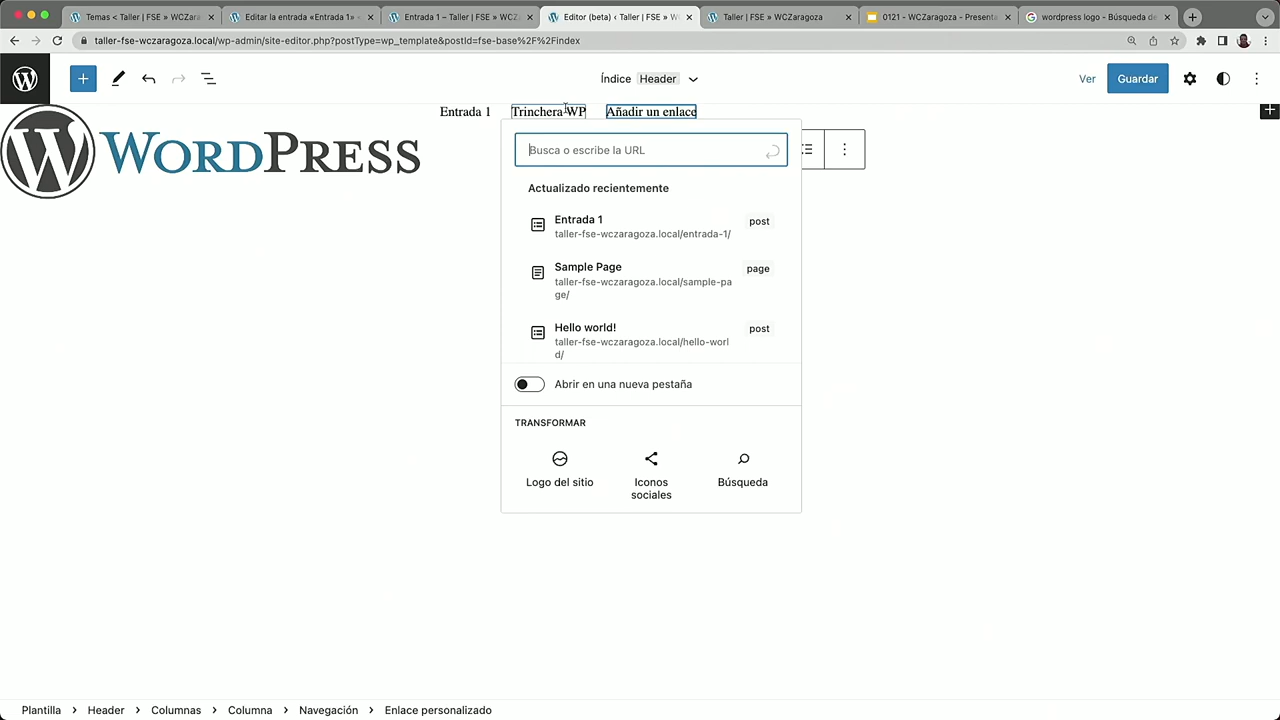 Temas < Taller | FSE » WCZara
Editar la entrada «Entrada 1» ‹
Entrada 1 – Taller | FSE » WCZ
Editor (beta) ‹ Taller | FSE » W
Taller | FSE » WCZaragoza
0121 - WCZaragoza - Presenta
wordpress logo - Búsqueda de
taller-fse-wczaragoza.local/wp-admin/site-editor.php?postType=wp_template&postId=fse-base%2F%2Findex
Índice Header
Ver
Guardar
Entrada 1 Trinchera WP Añadir un enlace
WORDPRESS
Busca o escribe la URL
Actualizado recientemente
Entrada 1 post
taller-fse-wczaragoza.local/entrada-1/
Sample Page page
taller-fse-wczaragoza.local/sample-pa
ge/
Hello world! post
taller-fse-wczaragoza.local/hello-worl
d/
Abrir en una nueva pestaña
TRANSFORMAR
Logo del sitio
Iconos
sociales
Búsqueda
Plantilla > Header > Columnas > Columna > Navegación > Enlace personalizado